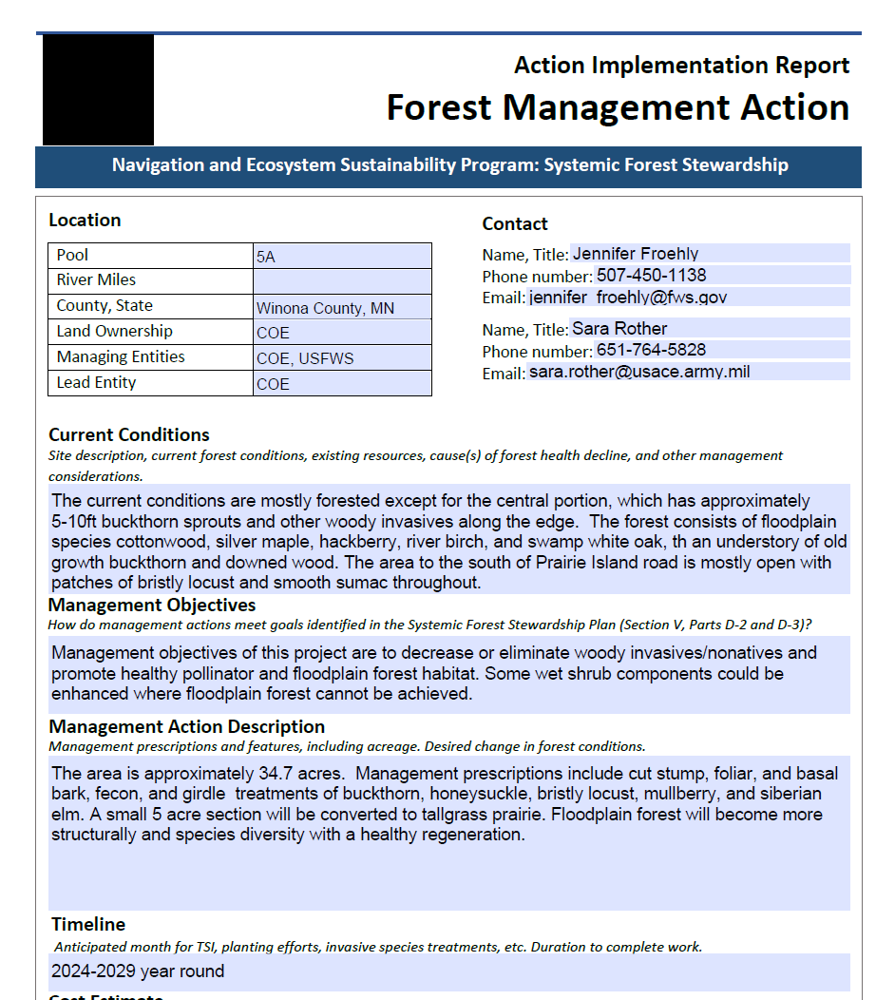 Action Implementation Report
Forest Management Action
Navigation and Ecosystem Sustainability Program: Systemic Forest Stewardship
Location
Pool 5A
River Miles
County, State Winona County, MN
Land Ownership COE
Managing Entities COE, USFWS
Lead Entity COE
Contact
Name, Title: Jennifer Froehly
Phone number: 507-450-1138
Email: jennifer_froehly@fws.gov
Name, Title: Sara Rother
Phone number: 651-764-5828
Email: sara.rother@usace.army.mil
Current Conditions
Site description, current forest conditions, existing resources, cause(s) of forest health decline, and other management
considerations.
The current conditions are mostly forested except for the central portion, which has approximately
5-10ft buckthorn sprouts and other woody invasives along the edge. The forest consists of floodplain
species cottonwood, silver maple, hackberry, river birch, and swamp white oak, th an understory of old
growth buckthorn and downed wood. The area to the south of Prairie Island road is mostly open with
patches of bristly locust and smooth sumac throughout.
Management Objectives
How do management actions meet goals identified in the Systemic Forest Stewardship Plan (Section V, Parts D-2 and D-3)?
Management objectives of this project are to decrease or eliminate woody invasives/nonatives and
promote healthy pollinator and floodplain forest habitat. Some wet shrub components could be
enhanced where floodplain forest cannot be achieved.
Management Action Description
Management prescriptions and features, including acreage. Desired change in forest conditions.
The area is approximately 34.7 acres. Management prescriptions include cut stump, foliar, and basal
bark, fecon, and girdle treatments of buckthorn, honeysuckle, bristly locust, mullberry, and siberian
elm. A small 5 acre section will be converted to tallgrass prairie. Floodplain forest will become more
structurally and species diversity with a healthy regeneration.
Timeline
Anticipated month for TSI, planting efforts, invasive species treatments, etc. Duration to complete work.
2024-2029 year round
Cost Estimate